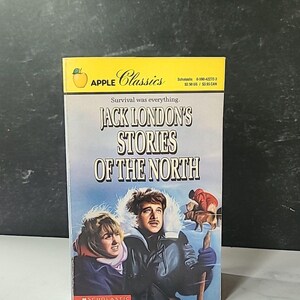 APPLE Classics
Scholastic
Survival was everything.
JACK LONDON'S
STORIES
OF THE NORTH
SCHOLASTIC